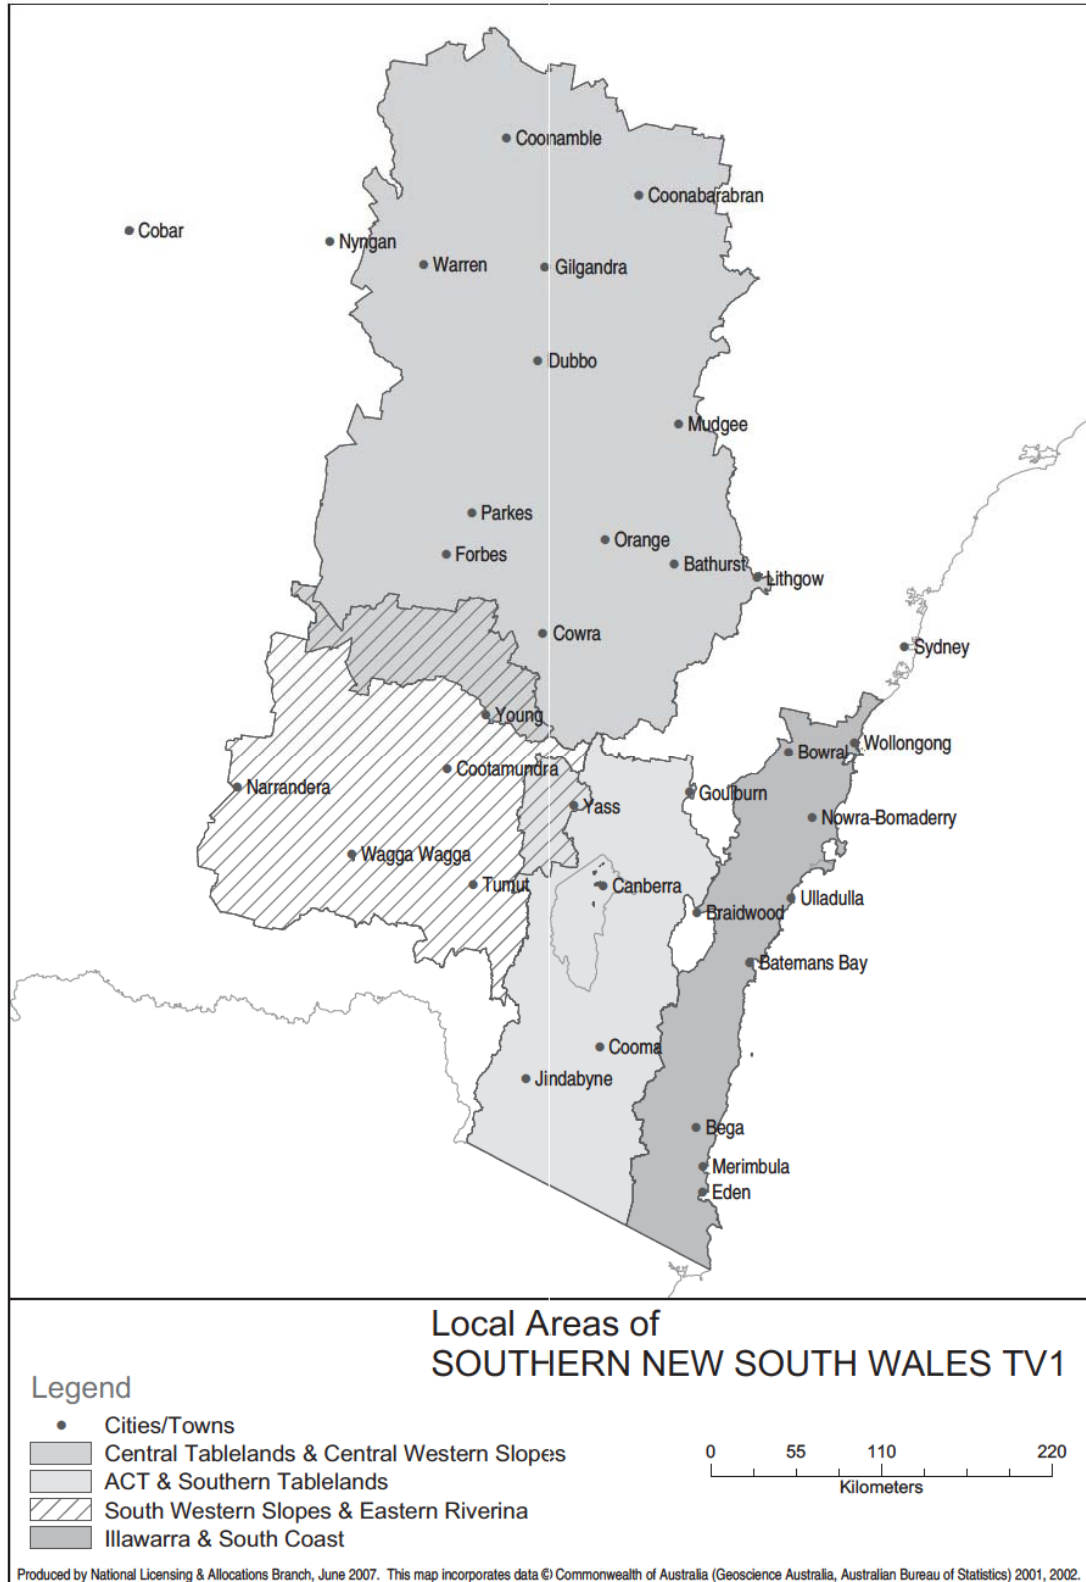 Coonamble
Coonabarabran
Cobar
Nyngan
Warren
Gilgandra
Dubbo
Mudgee
Parkes
Orange
Forbes
Bathurst
Lithgow
Cowra
Sydney
Young
Wollongong
Bowral
Cootamundra
Narrandera
Goulburn
Yass
Nowra-Bomaderry
Wagga Wagga
Tumut
Canberra
Ulladulla
Braidwood
Batemans Bay
Cooma
Jindabyne
Bega
Merimbula
Eden
Local Areas of
SOUTHERN NEW SOUTH WALES TV1
Legend
Cities/Towns
Central Tablelands & Central Western Slopes
ACT & Southern Tablelands
South Western Slopes & Eastern Riverina
Illawarra & South Coast
0 55 110 220
Kilometers
Produced by National Licensing & Allocations Branch, June 2007. This map incorporates data © Commonwealth of Australia (Geoscience Australia, Australian Bureau of Statistics) 2001, 2002.